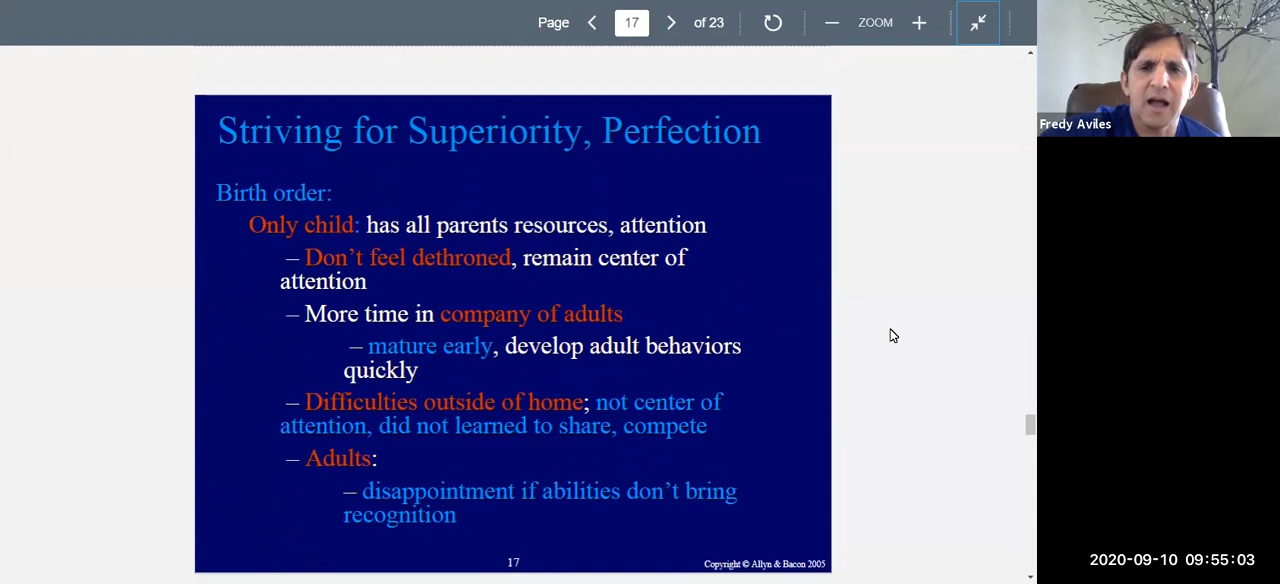 Page 17 of 23 ZOOM
Fredy Aviles
Striving for Superiority, Perfection
Birth order:
Only child: has all parents resources, attention
– Don't feel dethroned, remain center of
attention
– More time in company of adults
– mature early, develop adult behaviors
quickly
– Difficulties outside of home; not center of
attention, did not learned to share, compete
– Adults:
– disappointment if abilities don't bring
recognition
17
Copyright © Allyn & Bacon 2005
2020-09-10 09:55:03